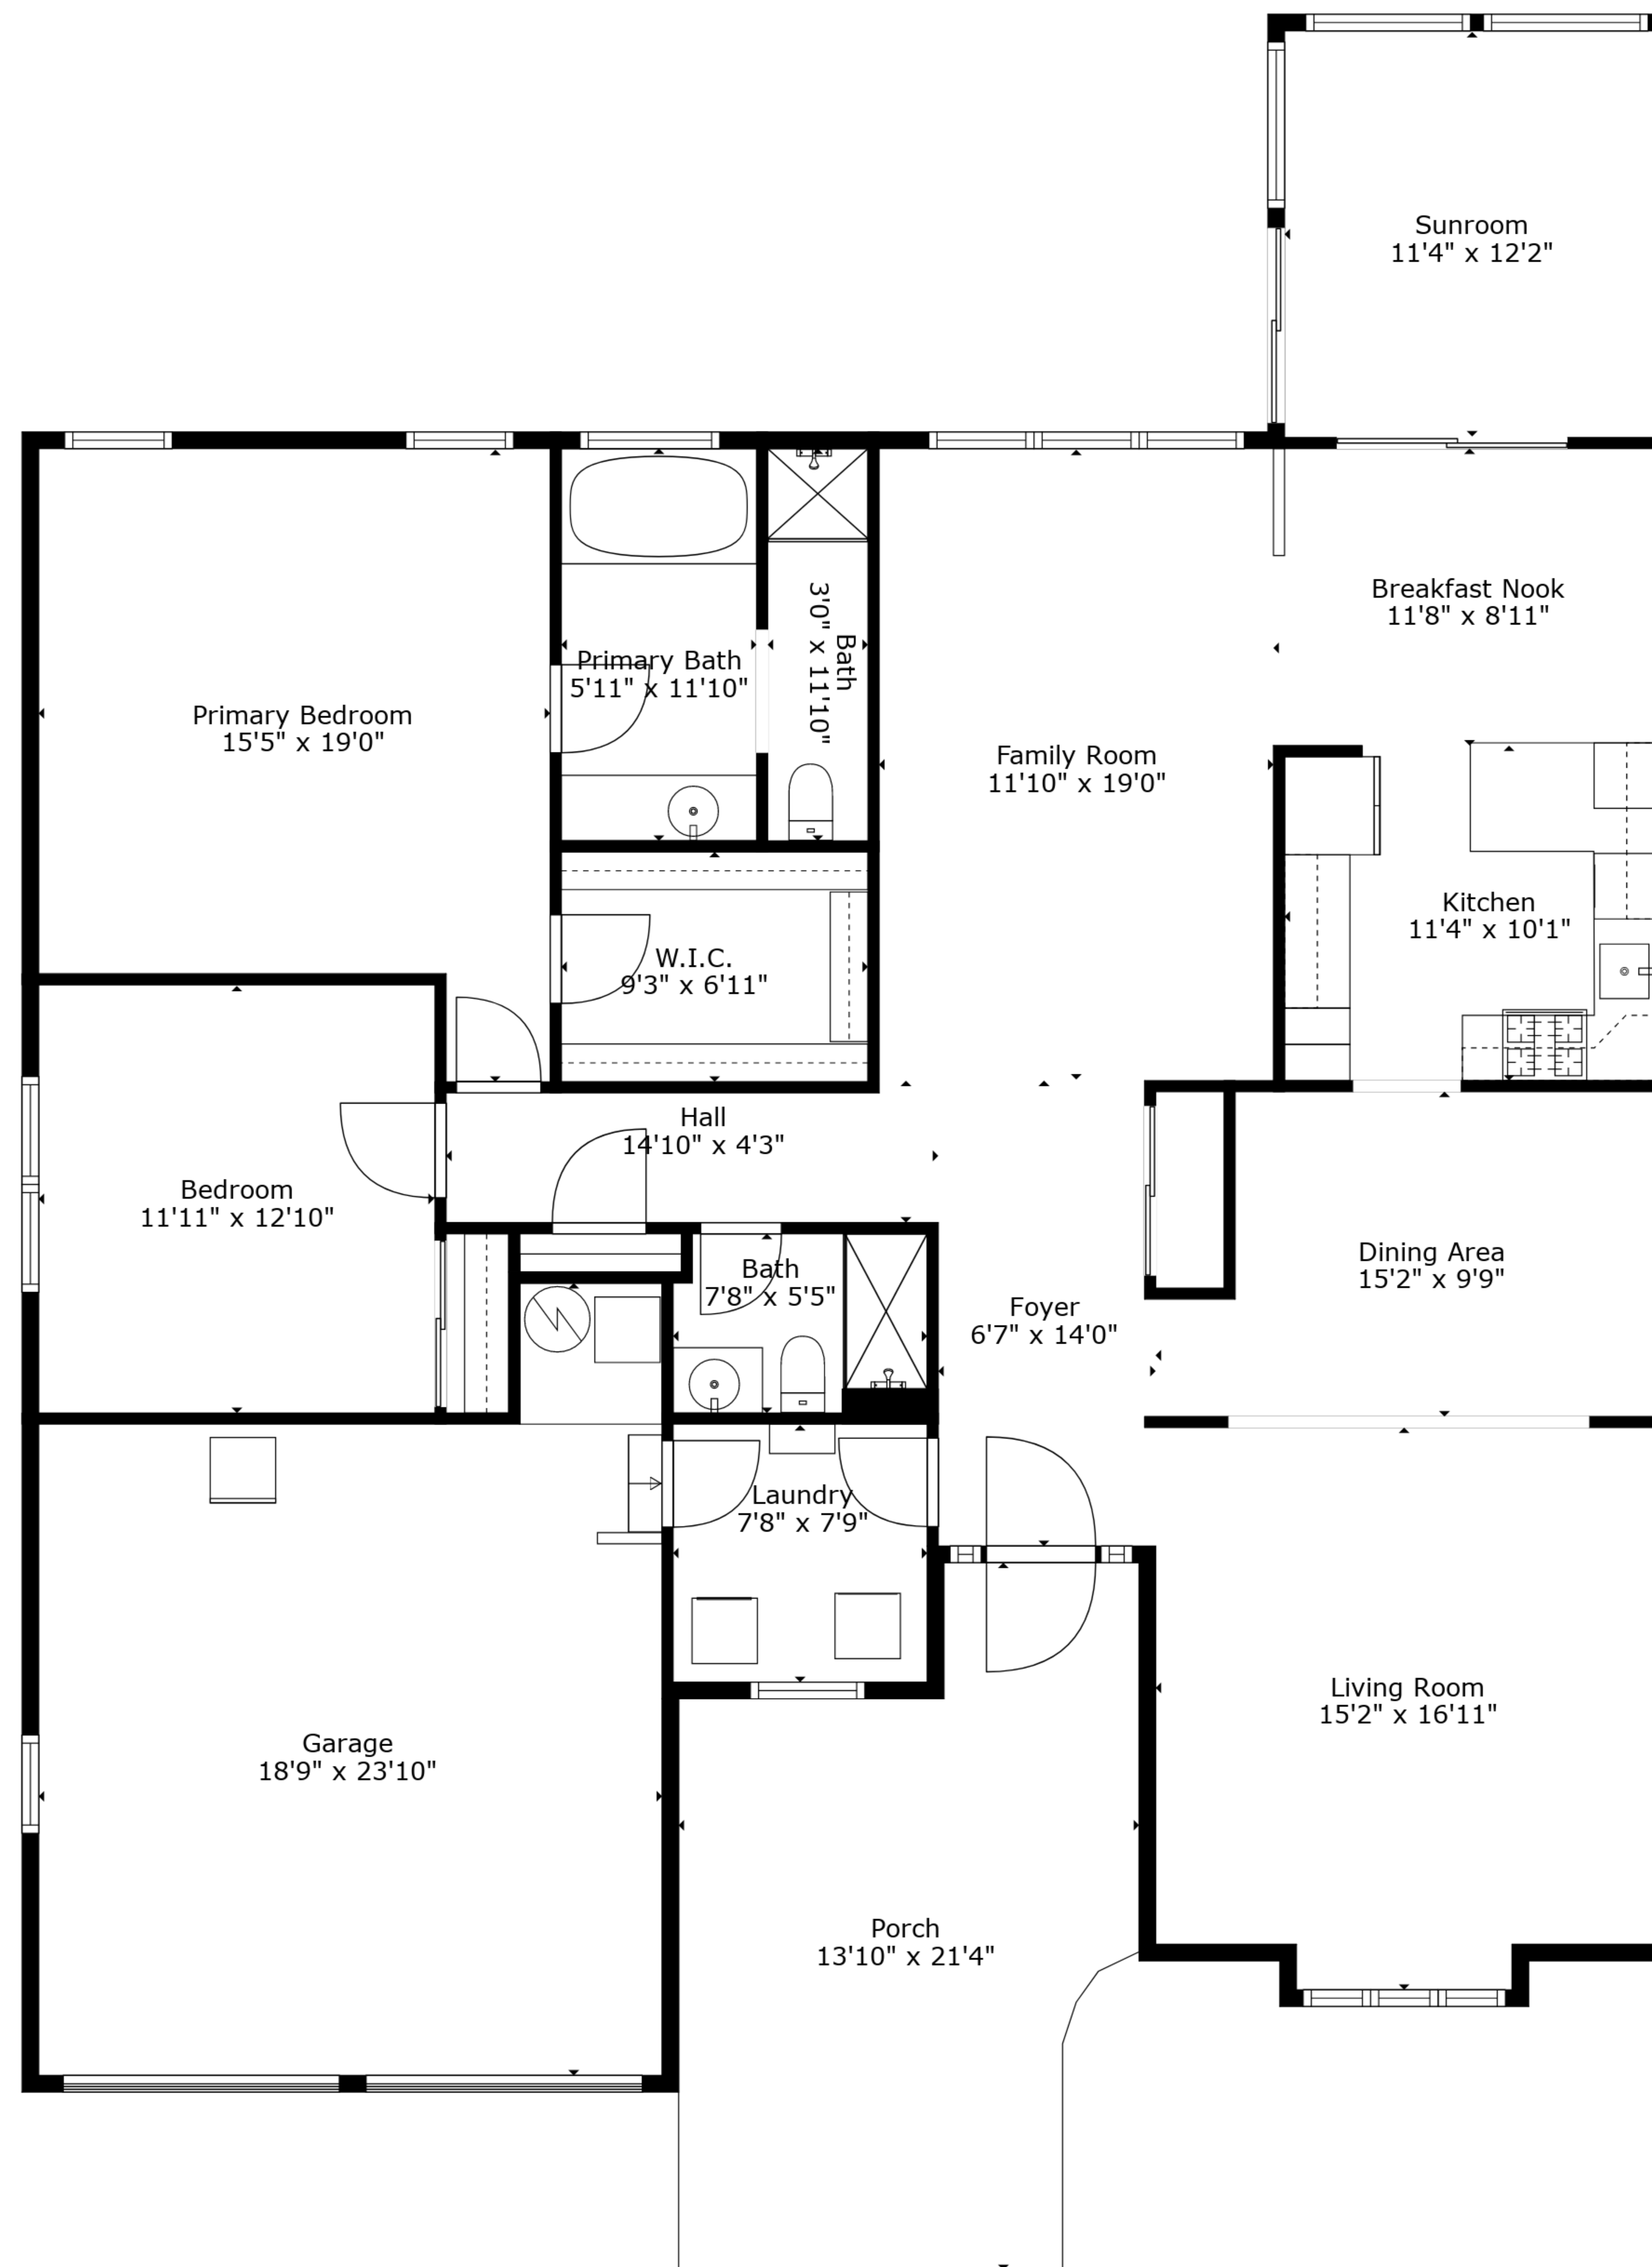 Sunroom
11'4" x 12'2"
Breakfast Nook
11'8" x 8'11"
Primary Bath
5'11" x 11'10"
Bath
3'0" x 11'10"
Primary Bedroom
15'5" x 19'0"
Family Room
11'10" x 19'0"
Kitchen
11'4" x 10'1"
W.I.C.
9'3" x 6'11"
Hall
14'10" x 4'3"
Bedroom
11'11" x 12'10"
Bath
7'8" x 5'5"
Foyer
6'7" x 14'0"
Dining Area
15'2" x 9'9"
Laundry
7'8" x 7'9"
Living Room
15'2" x 16'11"
Garage
18'9" x 23'10"
Porch
13'10" x 21'4"